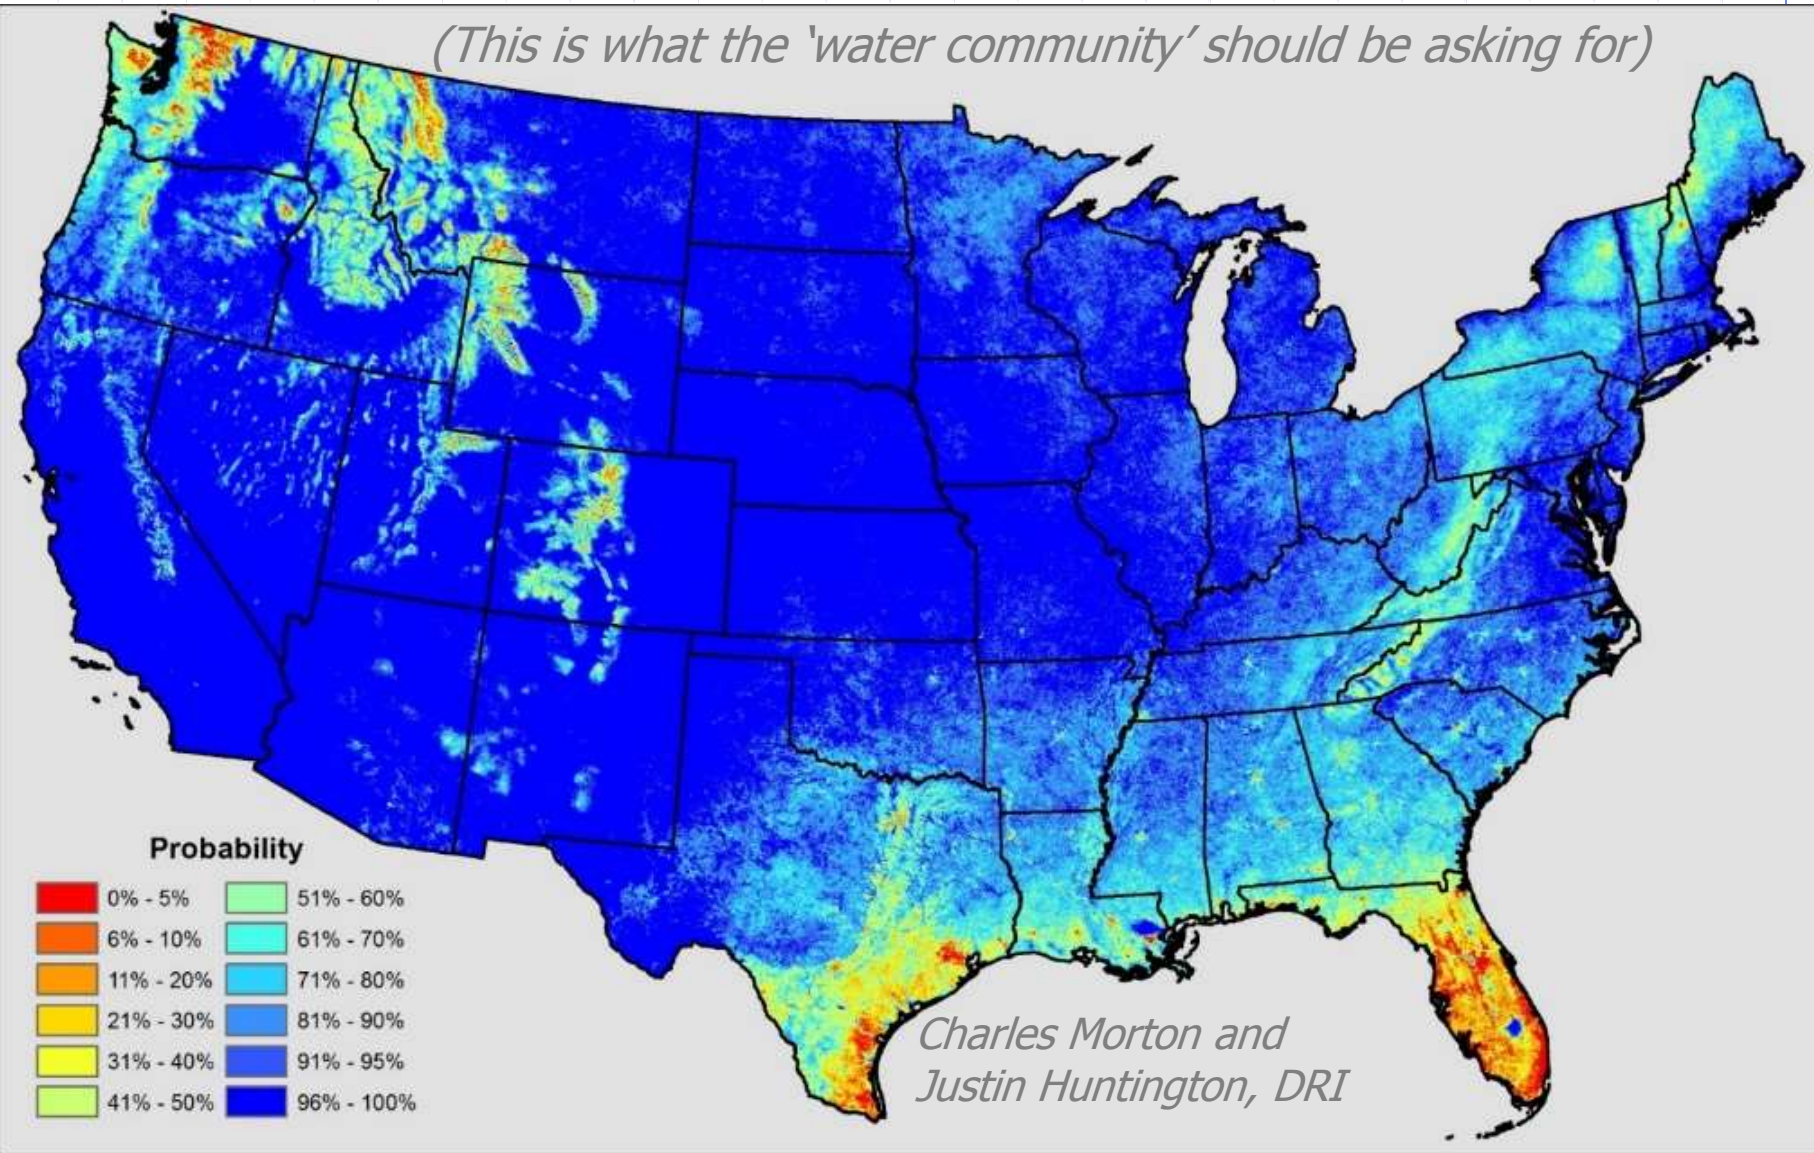 (This is what the ‘water community’ should be asking for)
Probability
0% - 5%
6% - 10%
11% - 20%
21% - 30%
31% - 40%
41% - 50%
51% - 60%
61% - 70%
71% - 80%
81% - 90%
91% - 95%
96% - 100%
Charles Morton and
Justin Huntington, DRI